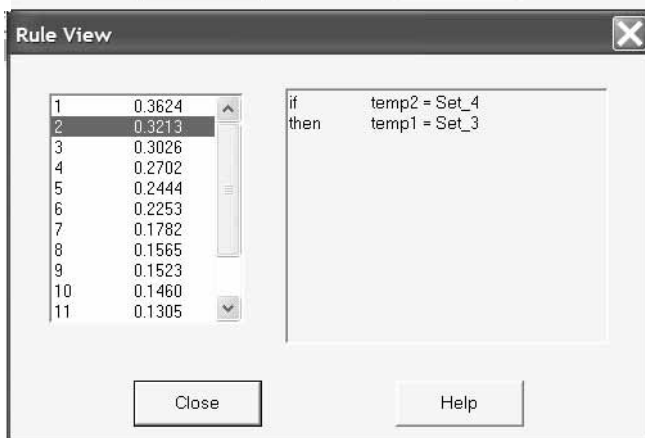 Rule View
1 0.3624
2 0.3213
3 0.3026
4 0.2702
5 0.2444
6 0.2253
7 0.1782
8 0.1565
9 0.1523
10 0.1460
11 0.1305
if temp2 = Set_4
then temp1 = Set_3
Close
Help